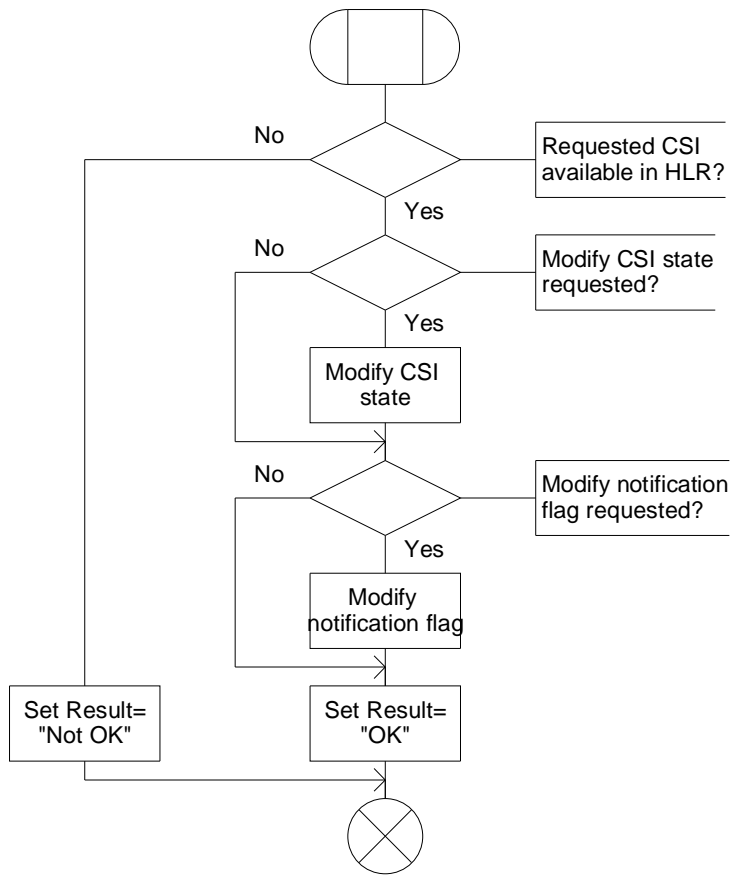 No
Requested CSI
available in HLR?
Yes
No
Modify CSI state
requested?
Yes
Modify CSI
state
No
Modify notification
flag requested?
Yes
Modify
notification flag
Set Result=
"Not OK"
Set Result=
"OK"